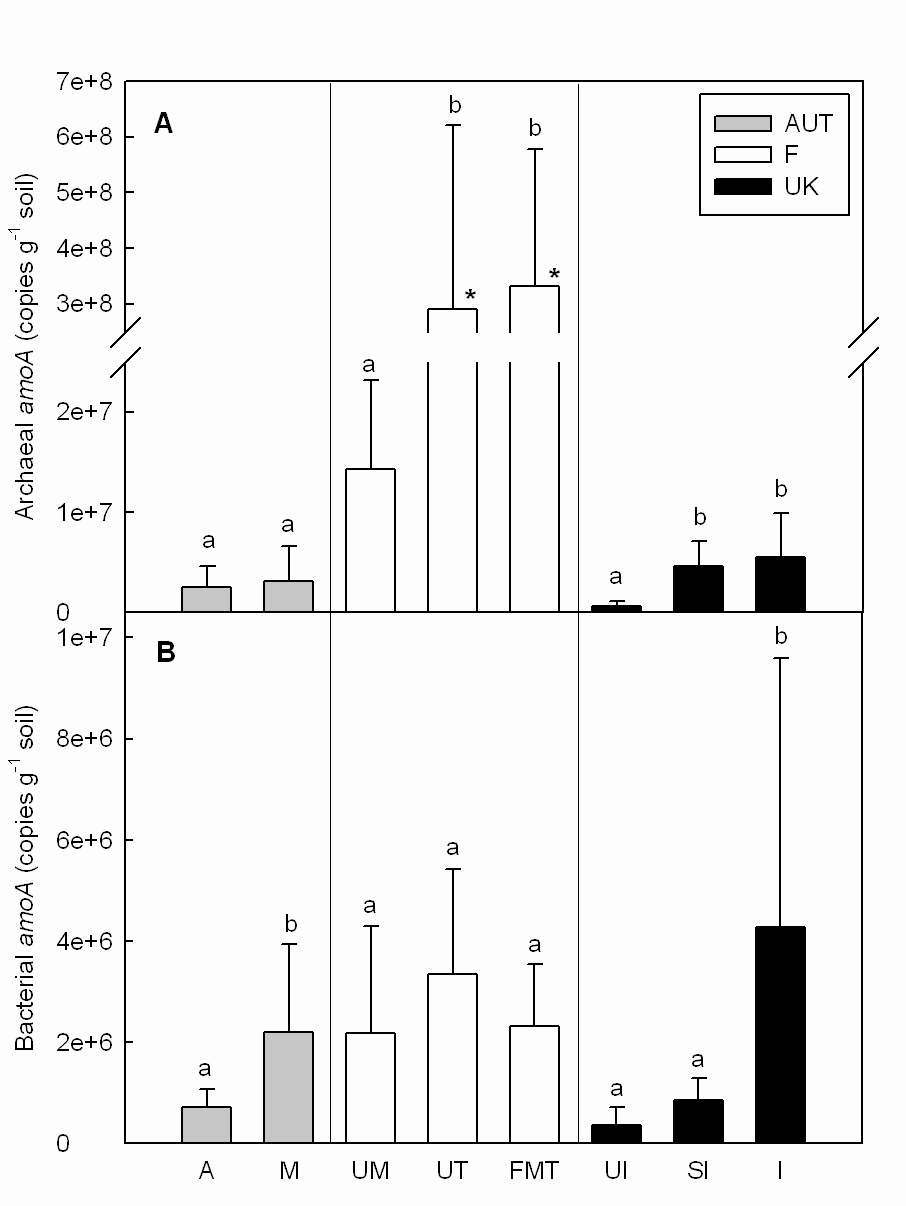 7e+8
6e+8
5e+8
4e+8
3e+8
2e+7
1e+7
0
Archaeal amoA (copies g-1 soil)
A
AUT
F
UK
a
a
a
b
*
b
*
a
b
b
1e+7
8e+6
6e+6
4e+6
2e+6
0
Bacterial amoA (copies g-1 soil)
B
a
b
a
a
a
a
a
b
A M UM UT FMT UI SI I